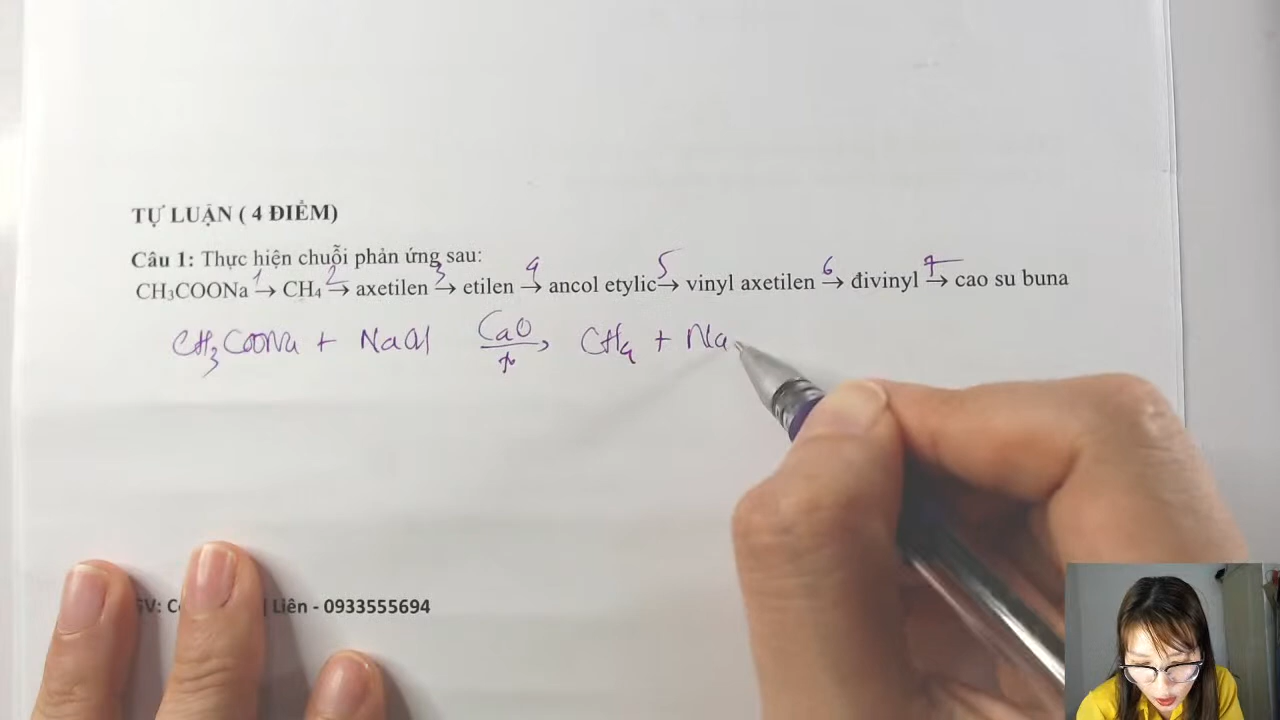 TỰ LUẬN ( 4 ĐIỂM)
Câu 1: Thực hiện chuỗi phản ứng sau:
1 2 3 4 5 6 7
CH₃COONa → CH₄ → axetilen → etilen → ancol etylic→ vinyl axetilen → đivinyl → cao su buna
CH₃COONa + NaOH CaO → CH₄ + Na
GV: Liên - 0933555694